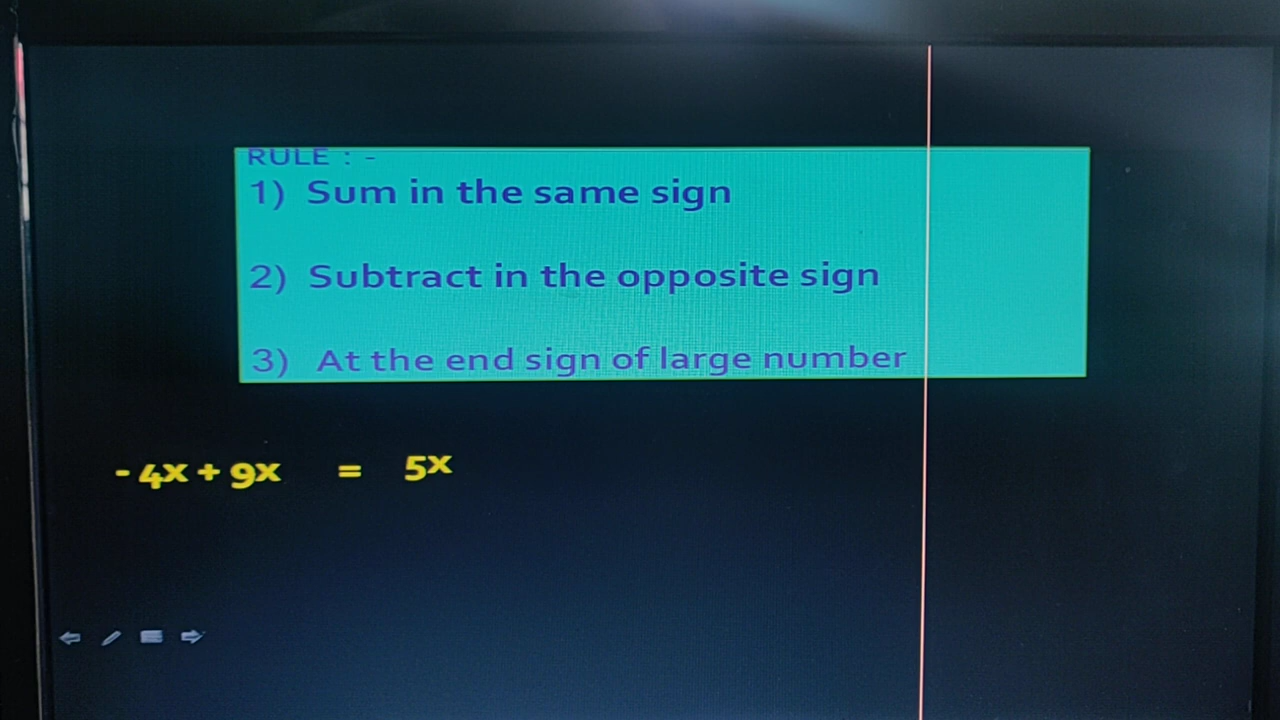 RULE : -
1) Sum in the same sign
2) Subtract in the opposite sign
3) At the end sign of large number
- 4x + 9x = 5x